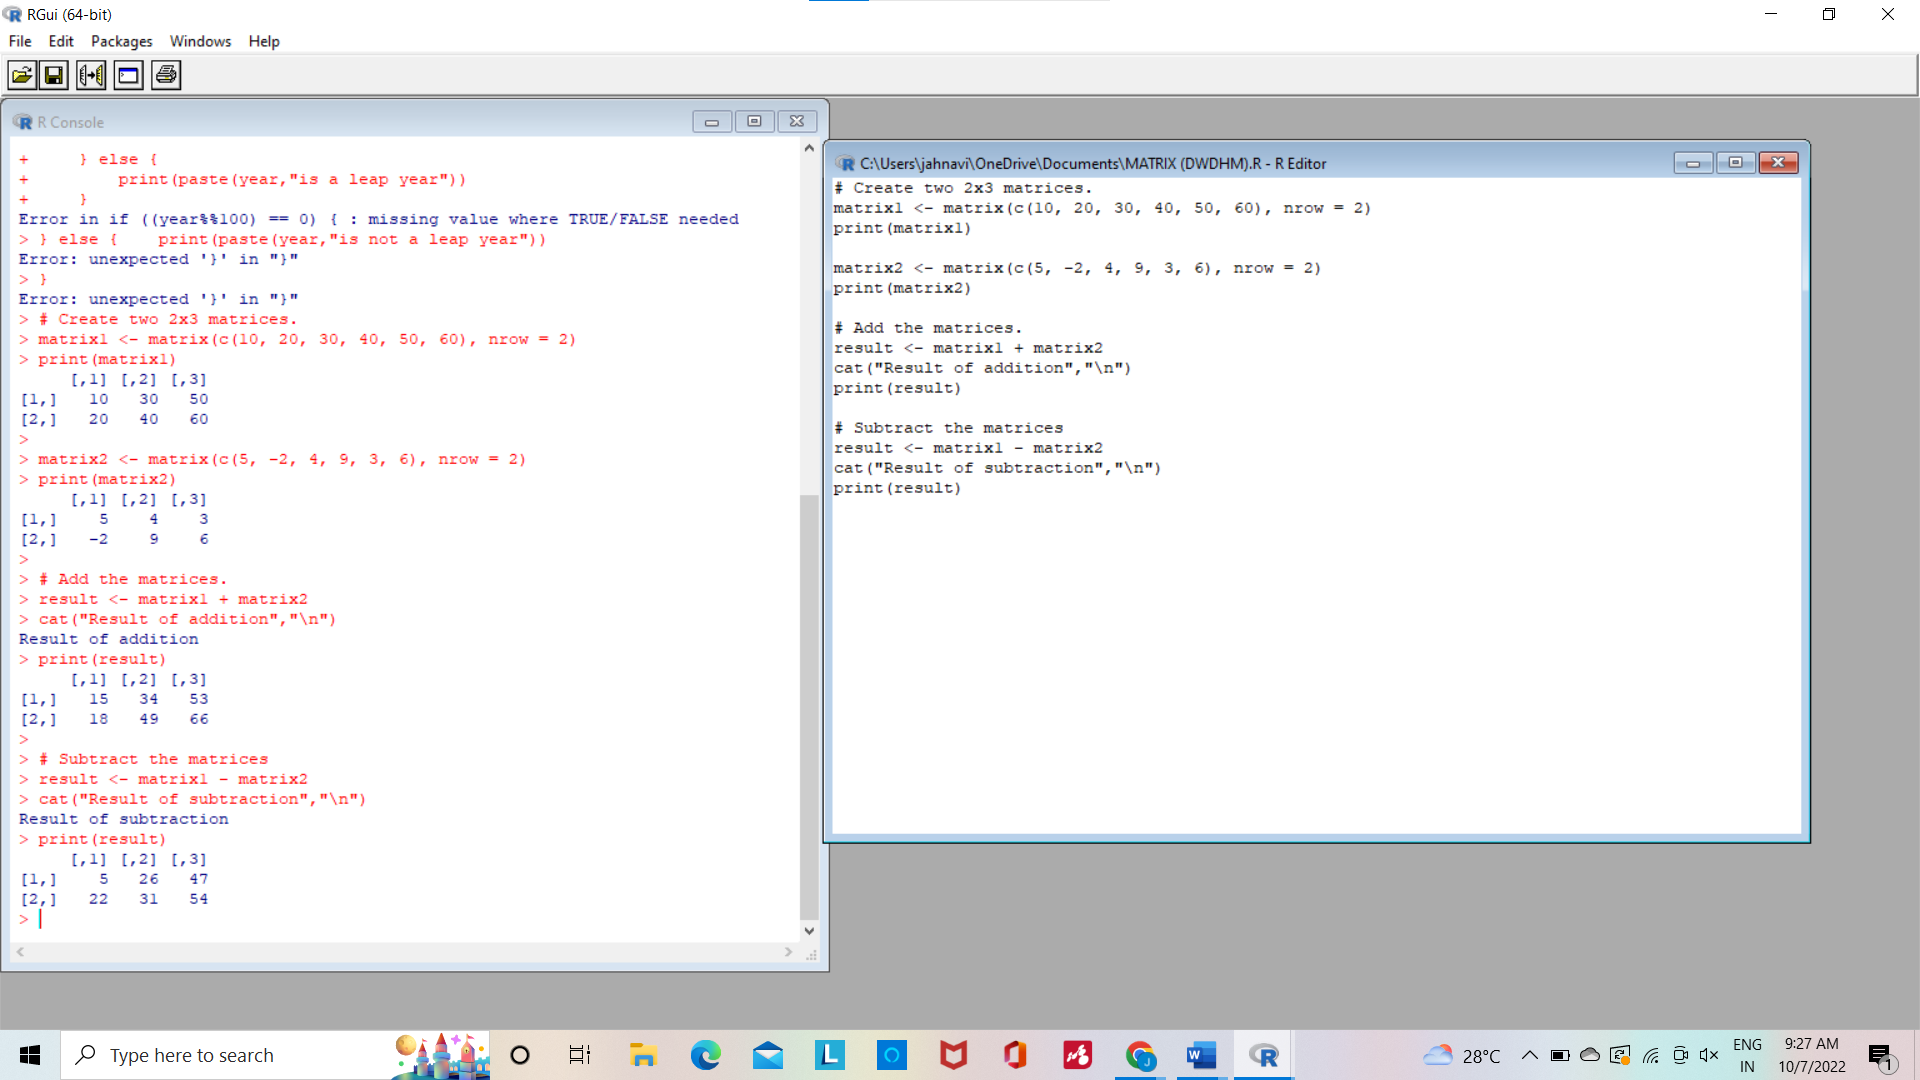 RGui (64-bit)
File Edit Packages Windows Help
R Console
+ } else {
+ print(paste(year,"is a leap year"))
+ }
Error in if ((year%%100) == 0) { : missing value where TRUE/FALSE needed
> } else { print(paste(year,"is not a leap year"))
Error: unexpected '}' in "}"
> }
Error: unexpected '}' in "}"
> # Create two 2x3 matrices.
> matrix1 <- matrix(c(10, 20, 30, 40, 50, 60), nrow = 2)
> print(matrix1)
[,1] [,2] [,3]
[1,] 10 30 50
[2,] 20 40 60
>
> matrix2 <- matrix(c(5, -2, 4, 9, 3, 6), nrow = 2)
> print(matrix2)
[,1] [,2] [,3]
[1,] 5 4 3
[2,] -2 9 6
>
> # Add the matrices.
> result <- matrix1 + matrix2
> cat("Result of addition","\n")
Result of addition
> print(result)
[,1] [,2] [,3]
[1,] 15 34 53
[2,] 18 49 66
>
> # Subtract the matrices
> result <- matrix1 - matrix2
> cat("Result of subtraction","\n")
Result of subtraction
> print(result)
[,1] [,2] [,3]
[1,] 5 26 47
[2,] 22 31 54
>
C:\Users\jahnavi\OneDrive\Documents\MATRIX (DWDHM).R - R Editor
# Create two 2x3 matrices.
matrix1 <- matrix(c(10, 20, 30, 40, 50, 60), nrow = 2)
print(matrix1)
matrix2 <- matrix(c(5, -2, 4, 9, 3, 6), nrow = 2)
print(matrix2)
# Add the matrices.
result <- matrix1 + matrix2
cat("Result of addition","\n")
print(result)
# Subtract the matrices
result <- matrix1 - matrix2
cat("Result of subtraction","\n")
print(result)
Type here to search
28°C
ENG
IN
9:27 AM
10/7/2022
1